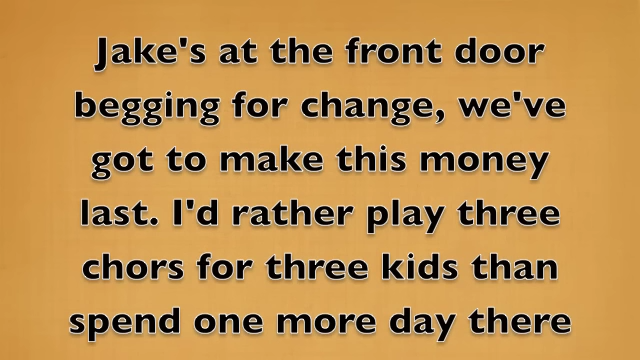 Jake's at the front door
begging for change, we've
got to make this money
last. I'd rather play three
chors for three kids than
spend one more day there